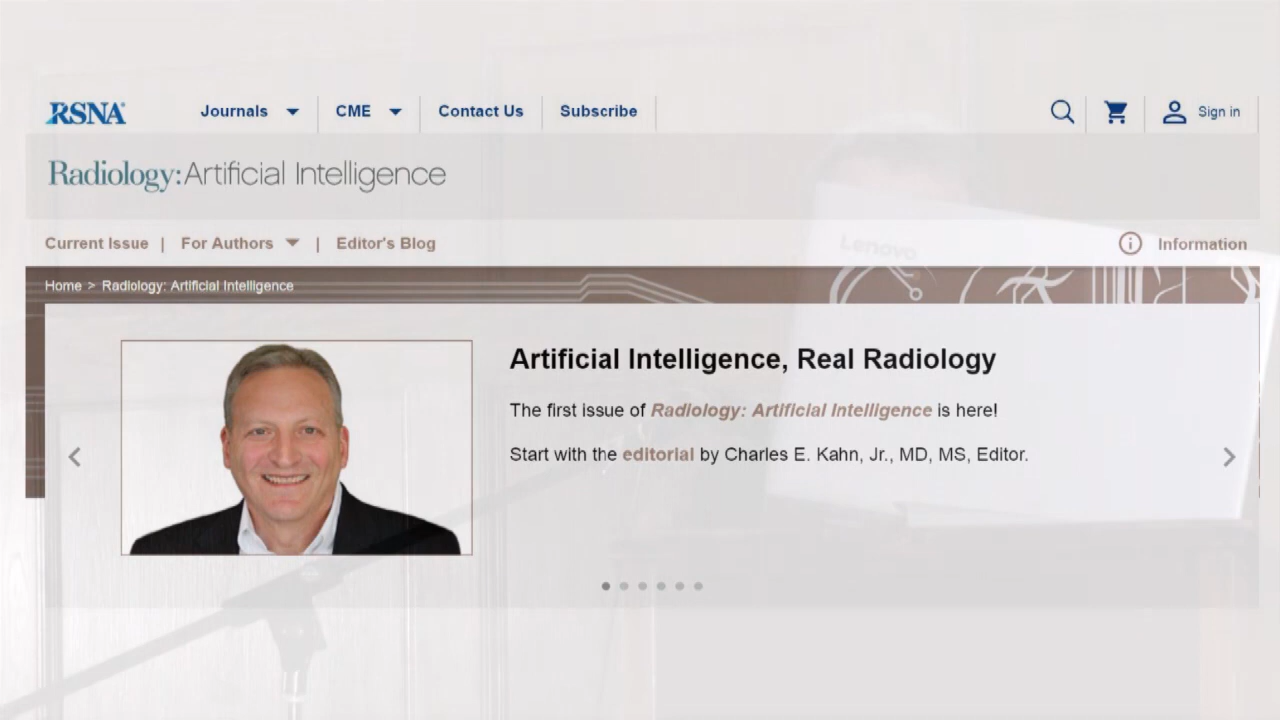 RSNA Journals CME Contact Us Subscribe Sign in
Radiology: Artificial Intelligence
Current Issue | For Authors | Editor's Blog Information
Lenovo
Home > Radiology: Artificial Intelligence
Artificial Intelligence, Real Radiology
The first issue of Radiology: Artificial Intelligence is here!
Start with the editorial by Charles E. Kahn, Jr., MD, MS, Editor.